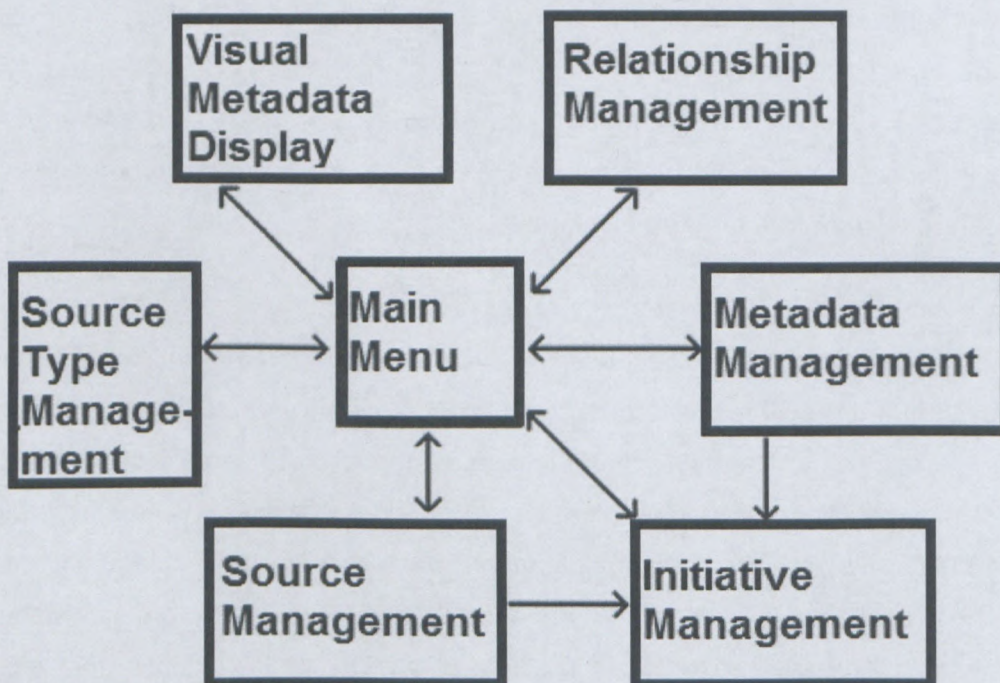 Visual
Metadata
Display
Relationship
Management
Source
Type
Manage-
ment
Main
Menu
Metadata
Management
Source
Management
Initiative
Management